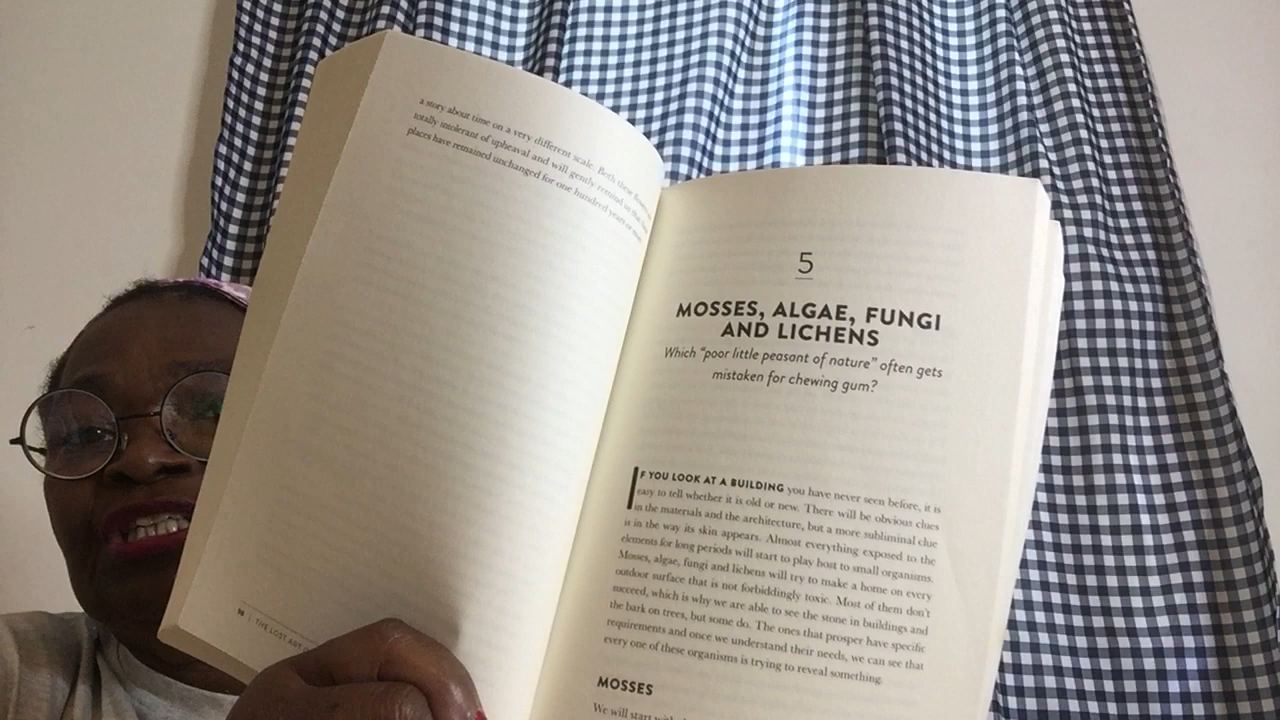 a story about time on a very different scale. Both these
totally intolerant of upheaval and will gently remind us that
places have remained unchanged for one hundred years or
98 | THE LOST ART
5
MOSSES, ALGAE, FUNGI
AND LICHENS
Which “poor little peasant of nature” often gets
mistaken for chewing gum?
IF YOU LOOK AT A BUILDING you have never seen before, it is
easy to tell whether it is old or new. There will be obvious clues
in the materials and the architecture, but a more subliminal clue
is in the way its skin appears. Almost everything exposed to the
elements for long periods will start to play host to small organisms.
Mosses, algae, fungi and lichens will try to make a home on every
outdoor surface that is not forbiddingly toxic. Most of them don't
succeed, which is why we are able to see the stone in buildings and
the bark on trees, but some do. The ones that prosper have specific
requirements and once we understand their needs, we can see that
every one of these organisms is trying to reveal something.
MOSSES
We will start with